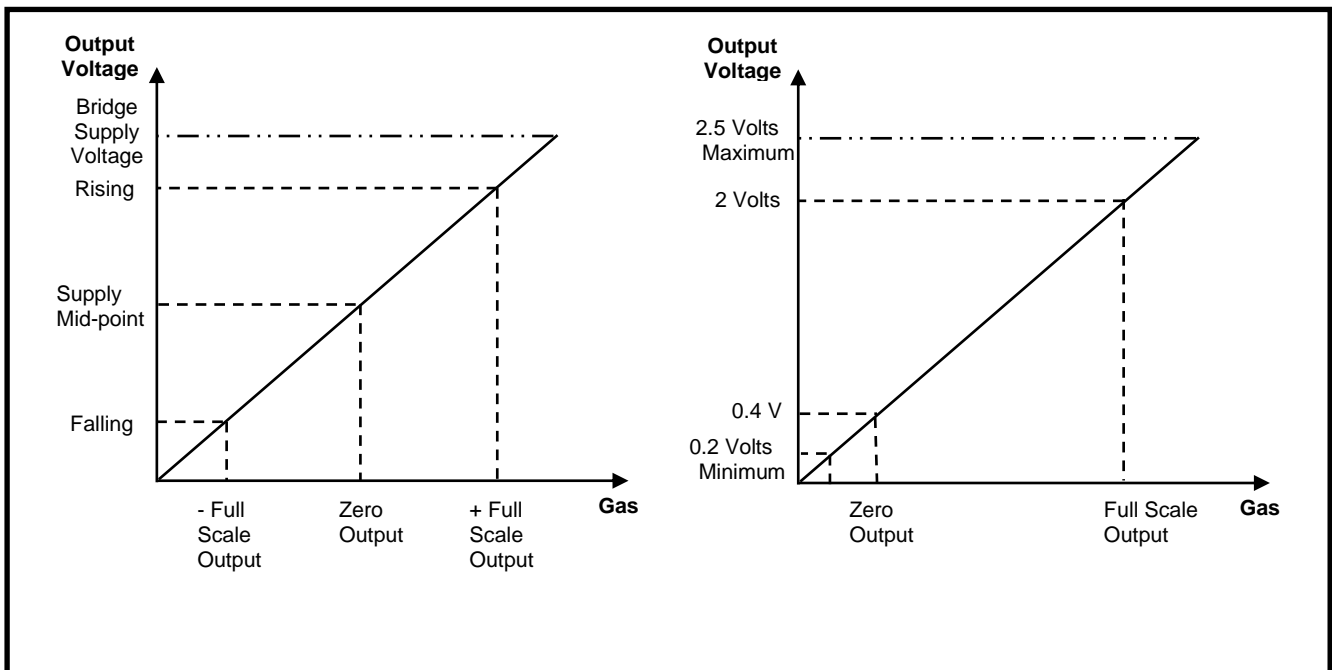 Output
Voltage
Bridge
Supply
Voltage
Rising
Supply
Mid-point
Falling
- Full
Scale
Output
Zero
Output
+ Full
Scale
Output
Gas
Output
Voltage
2.5 Volts
Maximum
2 Volts
0.4 V
0.2 Volts
Minimum
Zero
Output
Full Scale
Output
Gas